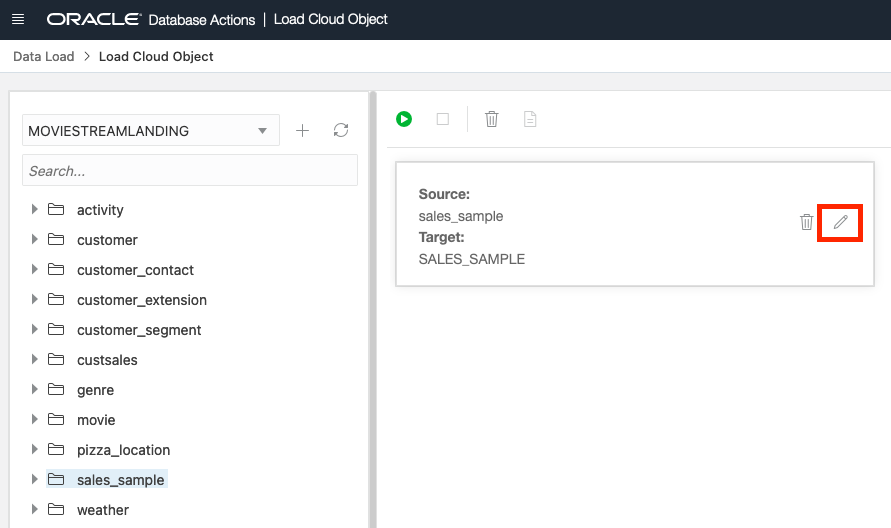 ORACLE Database Actions | Load Cloud Object
Data Load > Load Cloud Object
MOVIESTREAMLANDING
Search...
activity
customer
customer_contact
customer_extension
customer_segment
custsales
genre
movie
pizza_location
sales_sample
weather
Source:
sales_sample
Target:
SALES_SAMPLE